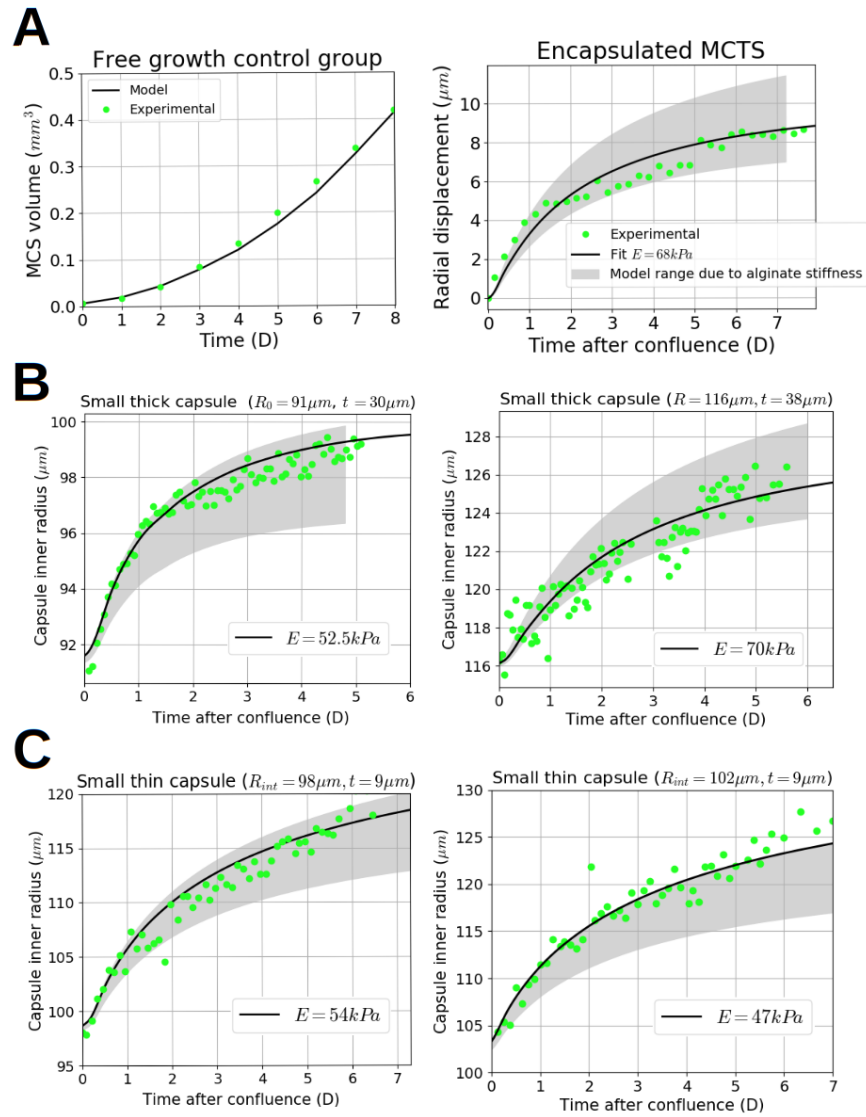 A
Free growth control group
Encapsulated MCTS
MCS volume (mm³)
0.5
0.4
0.3
0.2
0.1
0.0
Model
Experimental
0 1 2 3 4 5 6 7 8
Time (D)
Radial displacement (μm)
10
8
6
4
2
0
Experimental
Fit E = 68kPa
Model range due to alginate stiffness
0 1 2 3 4 5 6 7
Time after confluence (D)
B
Small thick capsule (R₀ = 91μm, t = 30μm)
Small thick capsule (R = 116μm, t = 38μm)
Capsule inner radius (μm)
100
98
96
94
92
E = 52.5kPa
0 1 2 3 4 5 6
Time after confluence (D)
Capsule inner radius (μm)
128
126
124
122
120
118
116
E = 70kPa
0 1 2 3 4 5 6
Time after confluence (D)
C
Small thin capsule (R_int = 98μm, t = 9μm)
Small thin capsule (R_int = 102μm, t = 9μm)
Capsule inner radius (μm)
120
115
110
105
100
95
E = 54kPa
0 1 2 3 4 5 6 7
Time after confluence (D)
Capsule inner radius (μm)
130
125
120
115
110
105
100
E = 47kPa
0 1 2 3 4 5 6 7
Time after confluence (D)